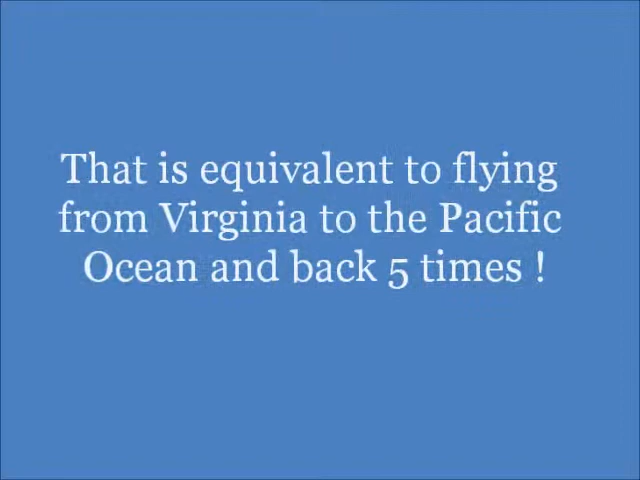 That is equivalent to flying
from Virginia to the Pacific
Ocean and back 5 times !